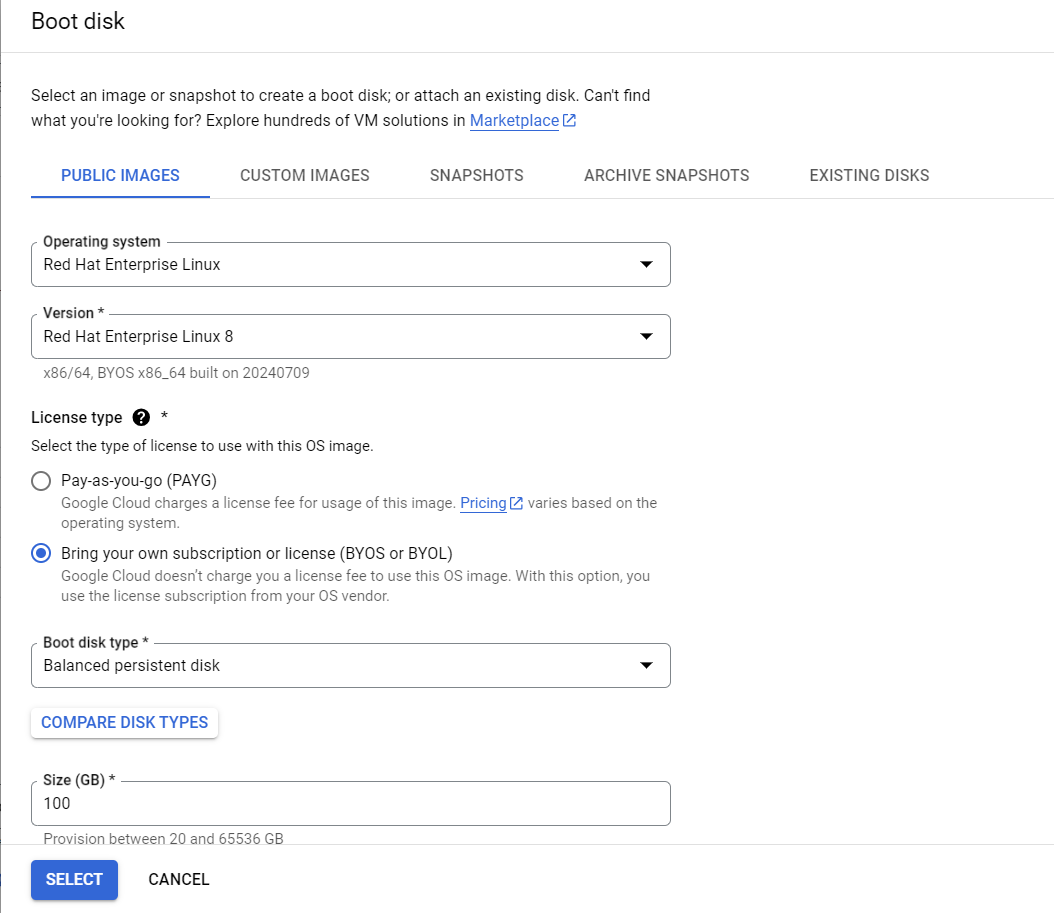 Boot disk
Select an image or snapshot to create a boot disk; or attach an existing disk. Can't find
what you're looking for? Explore hundreds of VM solutions in Marketplace
PUBLIC IMAGES CUSTOM IMAGES SNAPSHOTS ARCHIVE SNAPSHOTS EXISTING DISKS
Operating system
Red Hat Enterprise Linux
Version *
Red Hat Enterprise Linux 8
x86/64, BYOS x86_64 built on 20240709
License type ? *
Select the type of license to use with this OS image.
Pay-as-you-go (PAYG)
Google Cloud charges a license fee for usage of this image. Pricing varies based on the
operating system.
Bring your own subscription or license (BYOS or BYOL)
Google Cloud doesn’t charge you a license fee to use this OS image. With this option, you
use the license subscription from your OS vendor.
Boot disk type *
Balanced persistent disk
COMPARE DISK TYPES
Size (GB) *
100
Provision between 20 and 65536 GB
SELECT CANCEL